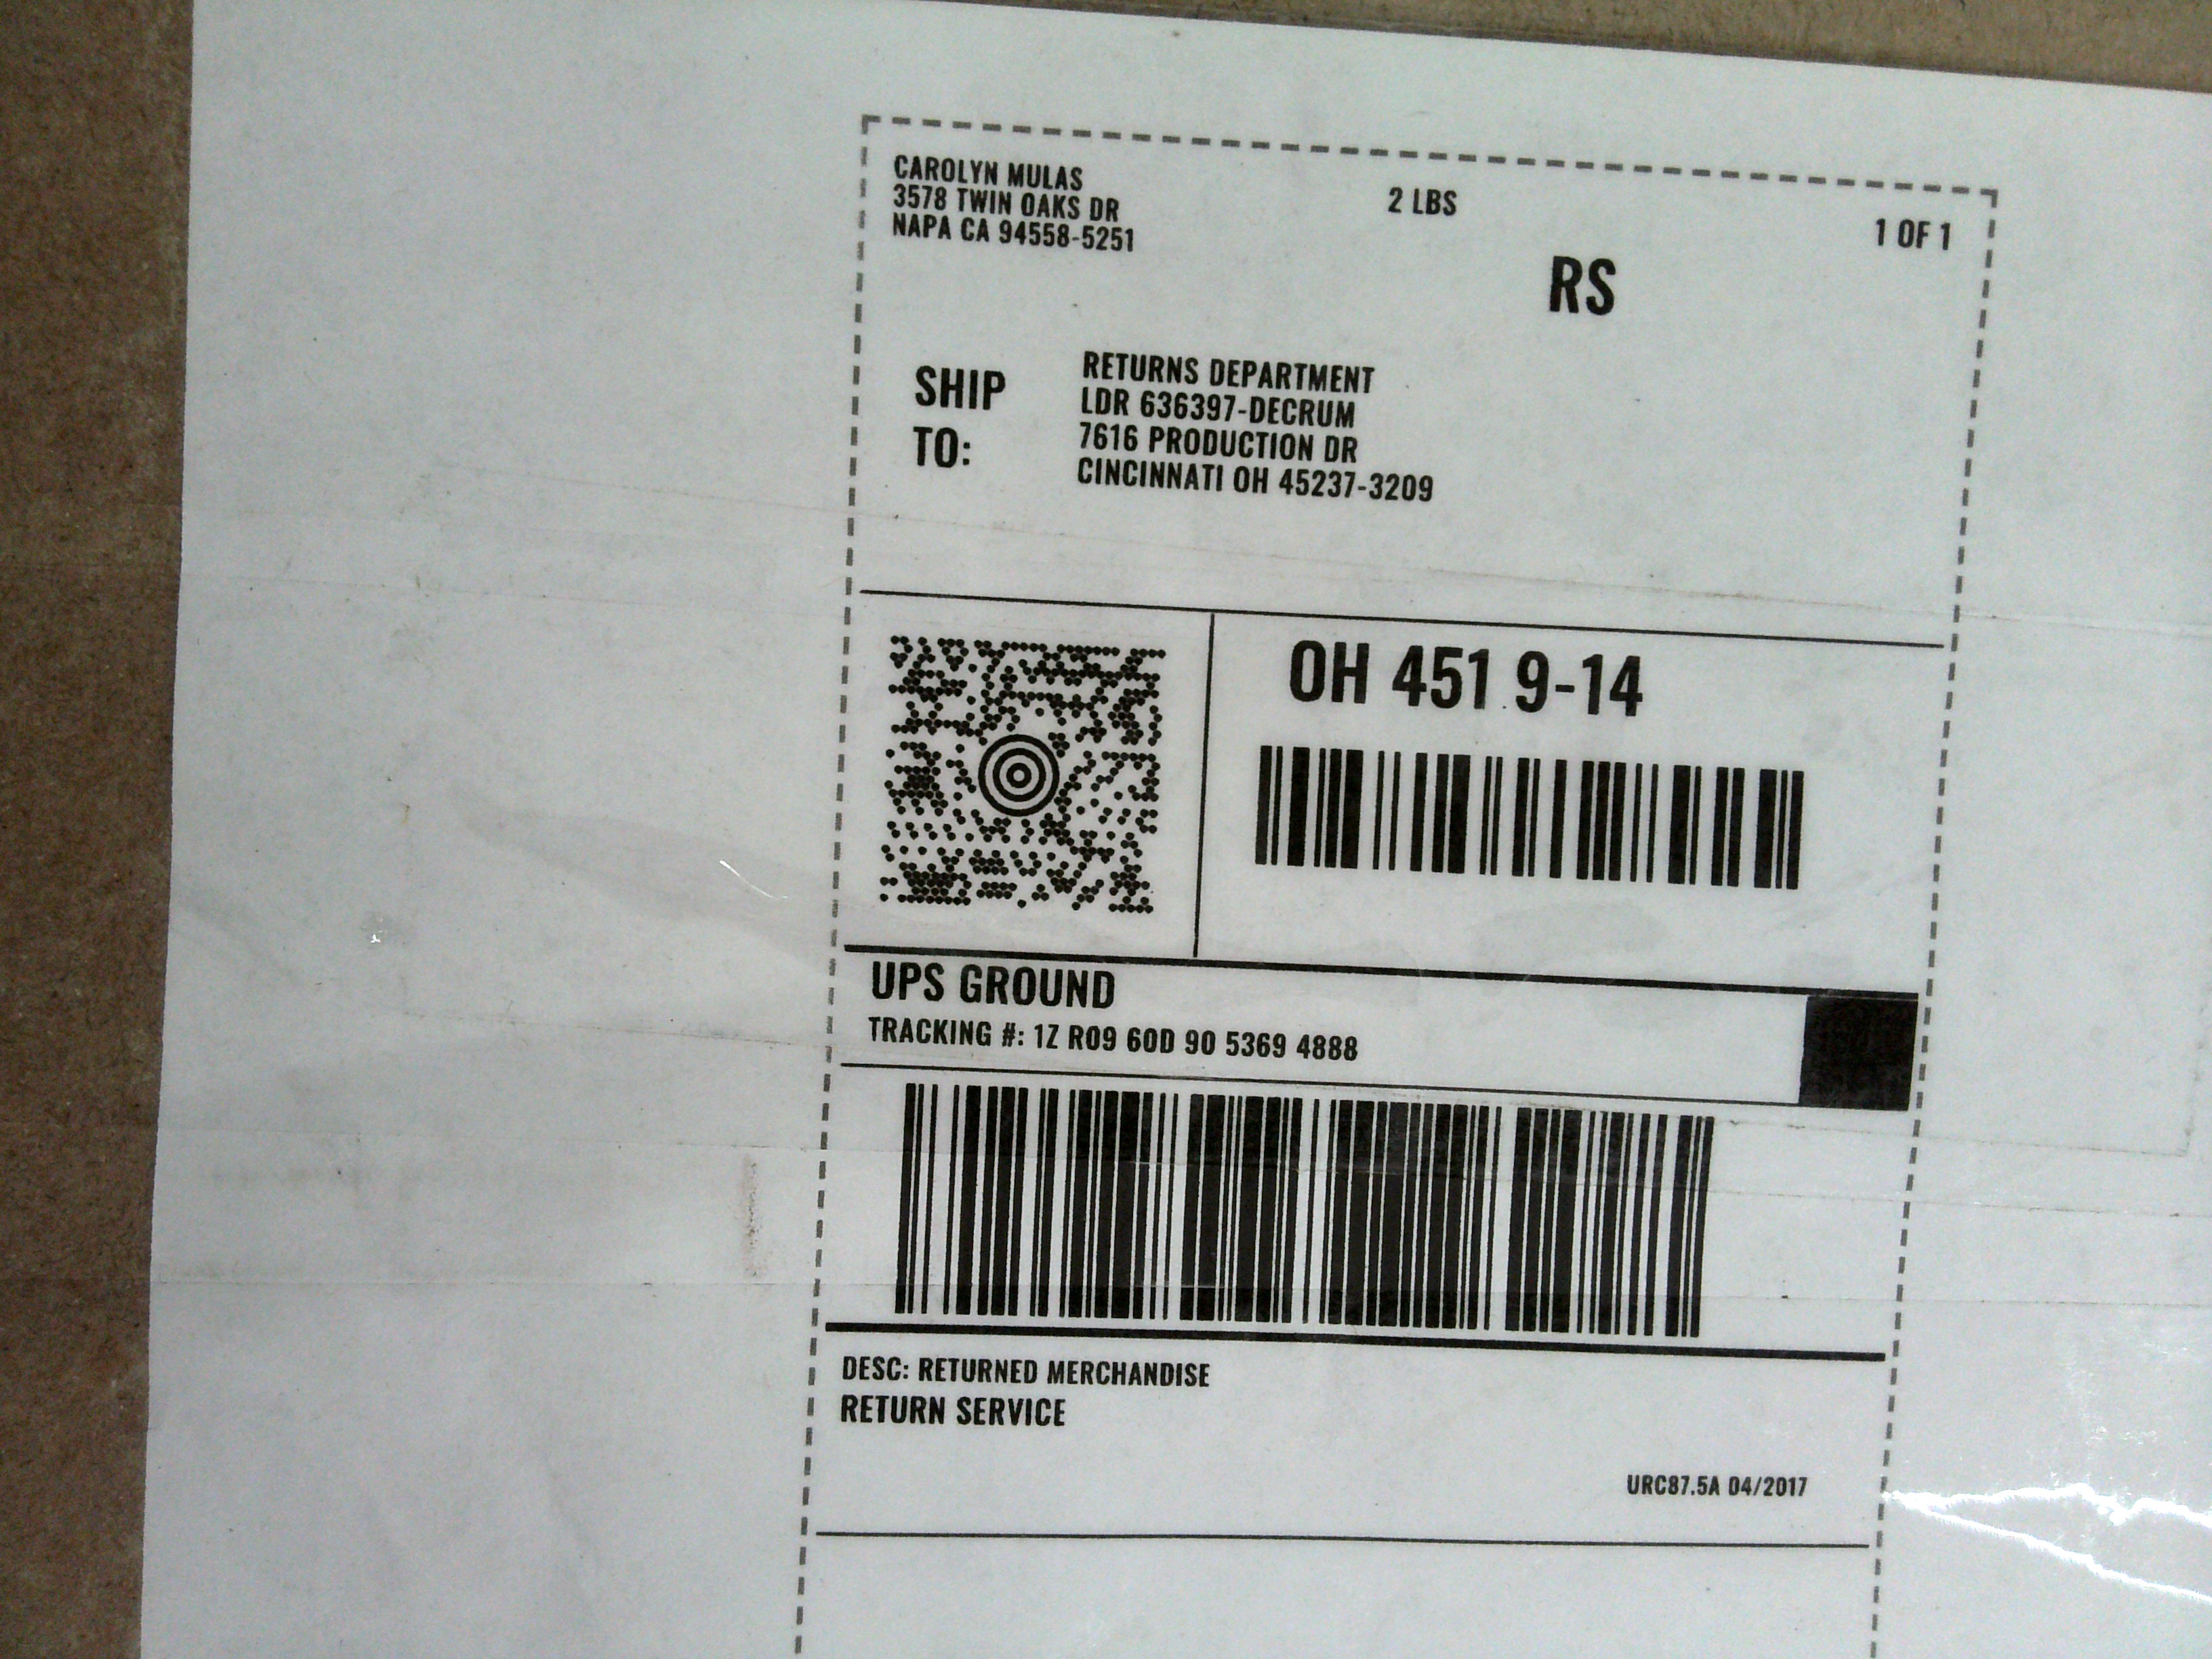 CAROLYN MULAS
3578 TWIN OAKS DR
NAPA CA 94558-5251
2 LBS
1 OF 1
RS
SHIP TO:
RETURNS DEPARTMENT
LDR 636397-DECRUM
7616 PRODUCTION DR
CINCINNATI OH 45237-3209
OH 451 9-14
UPS GROUND
TRACKING #: 1Z R09 60D 90 5369 4888
DESC: RETURNED MERCHANDISE
RETURN SERVICE
URC87.5A 04/2017